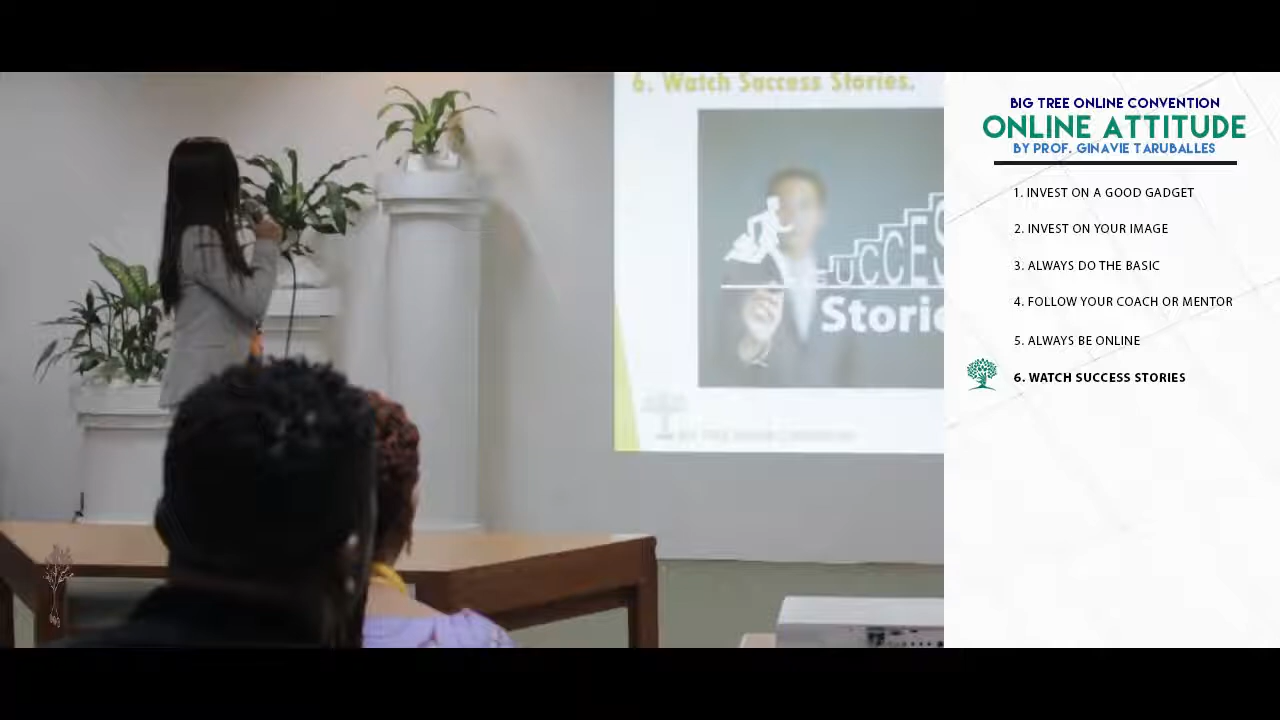 6. Watch Success Stories.
UCCES
Storie
BIG TREE ONLINE CONVENTION
ONLINE ATTITUDE
BY PROF. GINAVIE TARUBALLES
1. INVEST ON A GOOD GADGET
2. INVEST ON YOUR IMAGE
3. ALWAYS DO THE BASIC
4. FOLLOW YOUR COACH OR MENTOR
5. ALWAYS BE ONLINE
6. WATCH SUCCESS STORIES